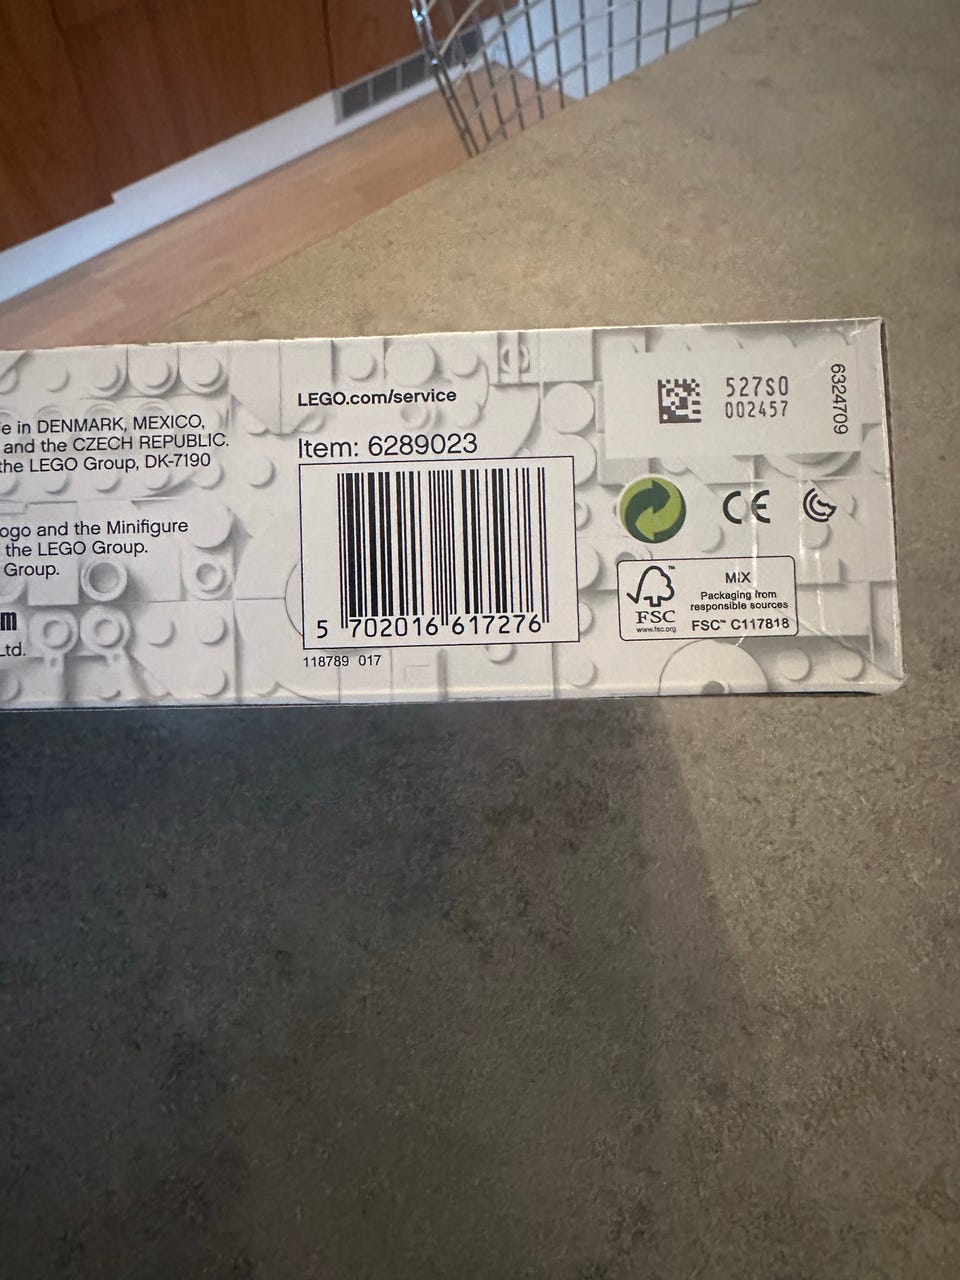 e in DENMARK, MEXICO,
and the CZECH REPUBLIC.
the LEGO Group, DK-7190
ogo and the Minifigure
the LEGO Group.
Group.
m
Ltd.
LEGO.com/service
Item: 6289023
5 702016 617276
118789 017
527S0
002457
6324709
CE
FSC™
www.fsc.org
MIX
Packaging from
responsible sources
FSC™ C117818